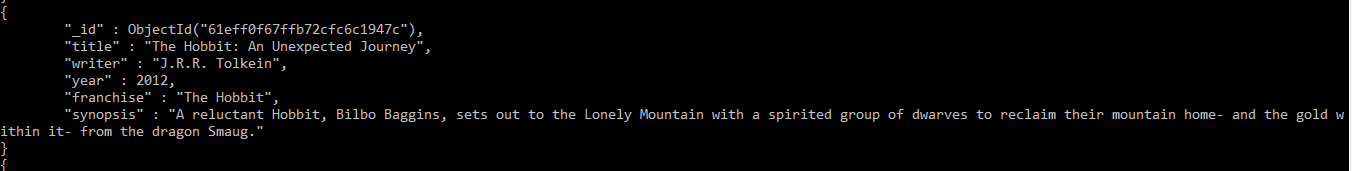 }
{
        "_id" : ObjectId("61eff0f67ffb72cfc6c1947c"),
        "title" : "The Hobbit: An Unexpected Journey",
        "writer" : "J.R.R. Tolkein",
        "year" : 2012,
        "franchise" : "The Hobbit",
        "synopsis" : "A reluctant Hobbit, Bilbo Baggins, sets out to the Lonely Mountain with a spirited group of dwarves to reclaim their mountain home- and the gold w
ithin it- from the dragon Smaug."
}
{